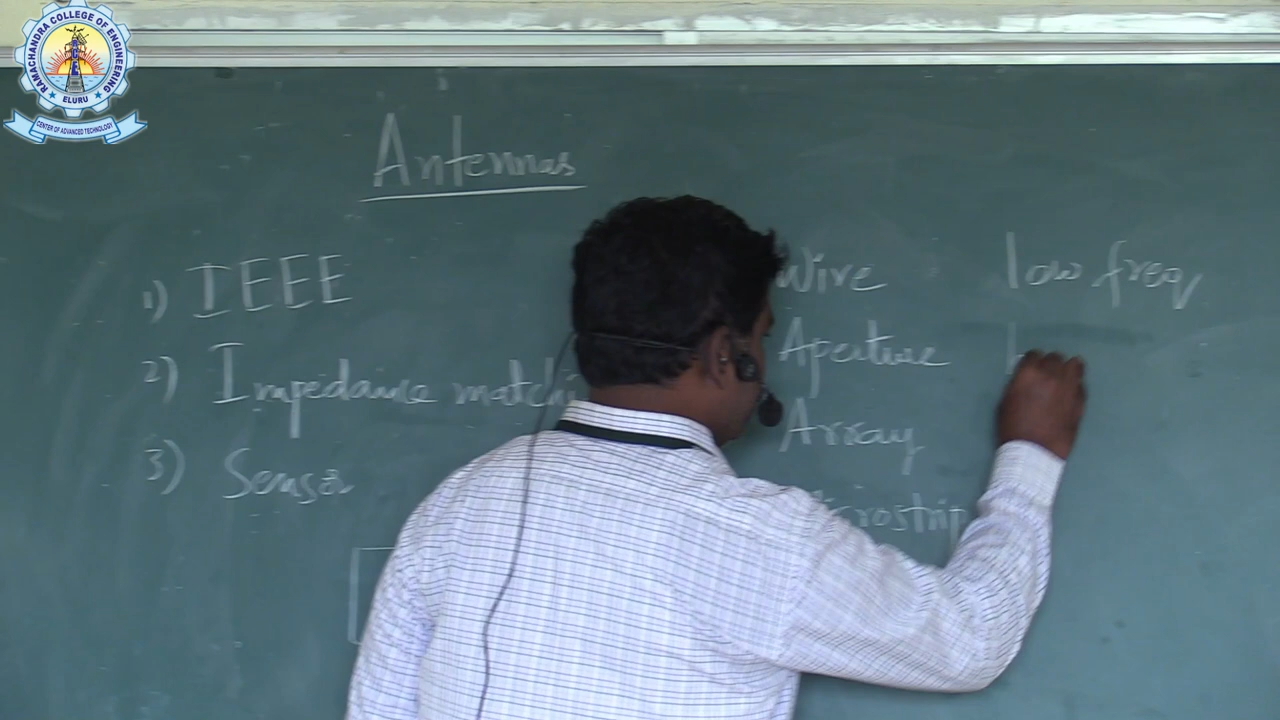 RAMACHANDRA COLLEGE OF ENGINEERING
ELURU
CENTER OF ADVANCED TECHNOLOGY
Antennas
1) IEEE
2) Impedance
3) Sensor
Wire low freq
Aperture
Array